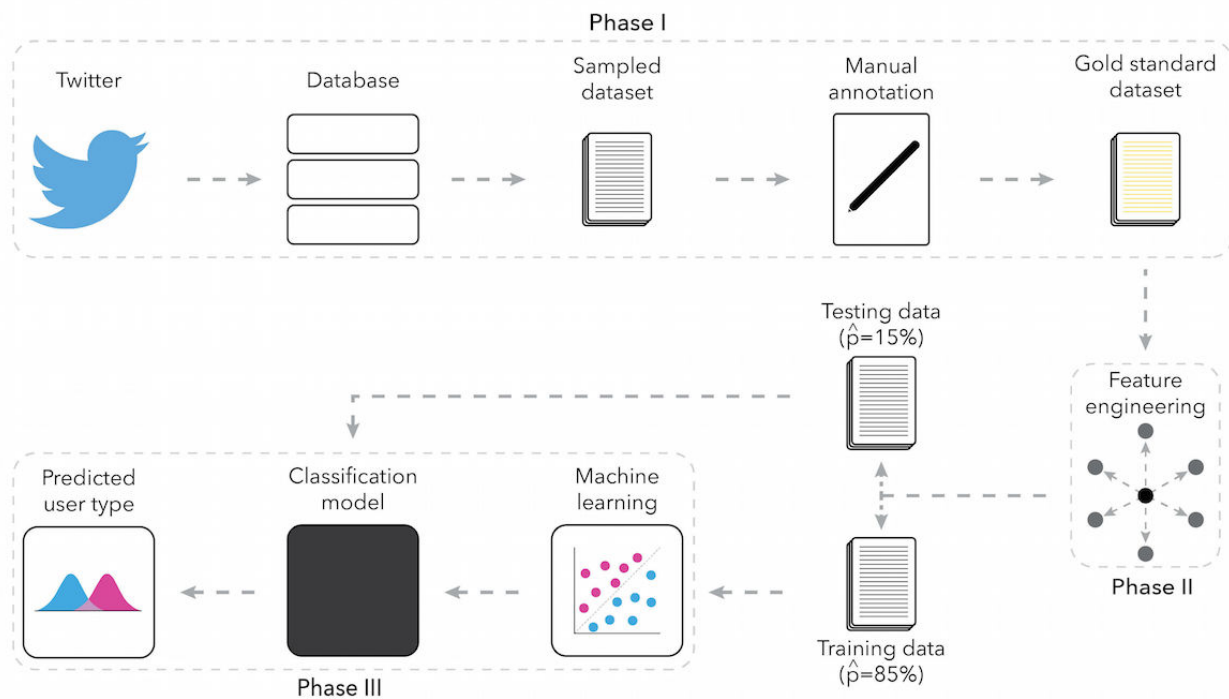 Phase I
Twitter
Database
Sampled
dataset
Manual
annotation
Gold standard
dataset
Testing data
(p̂=15%)
Feature
engineering
Phase II
Predicted
user type
Classification
model
Machine
learning
Training data
(p̂=85%)
Phase III